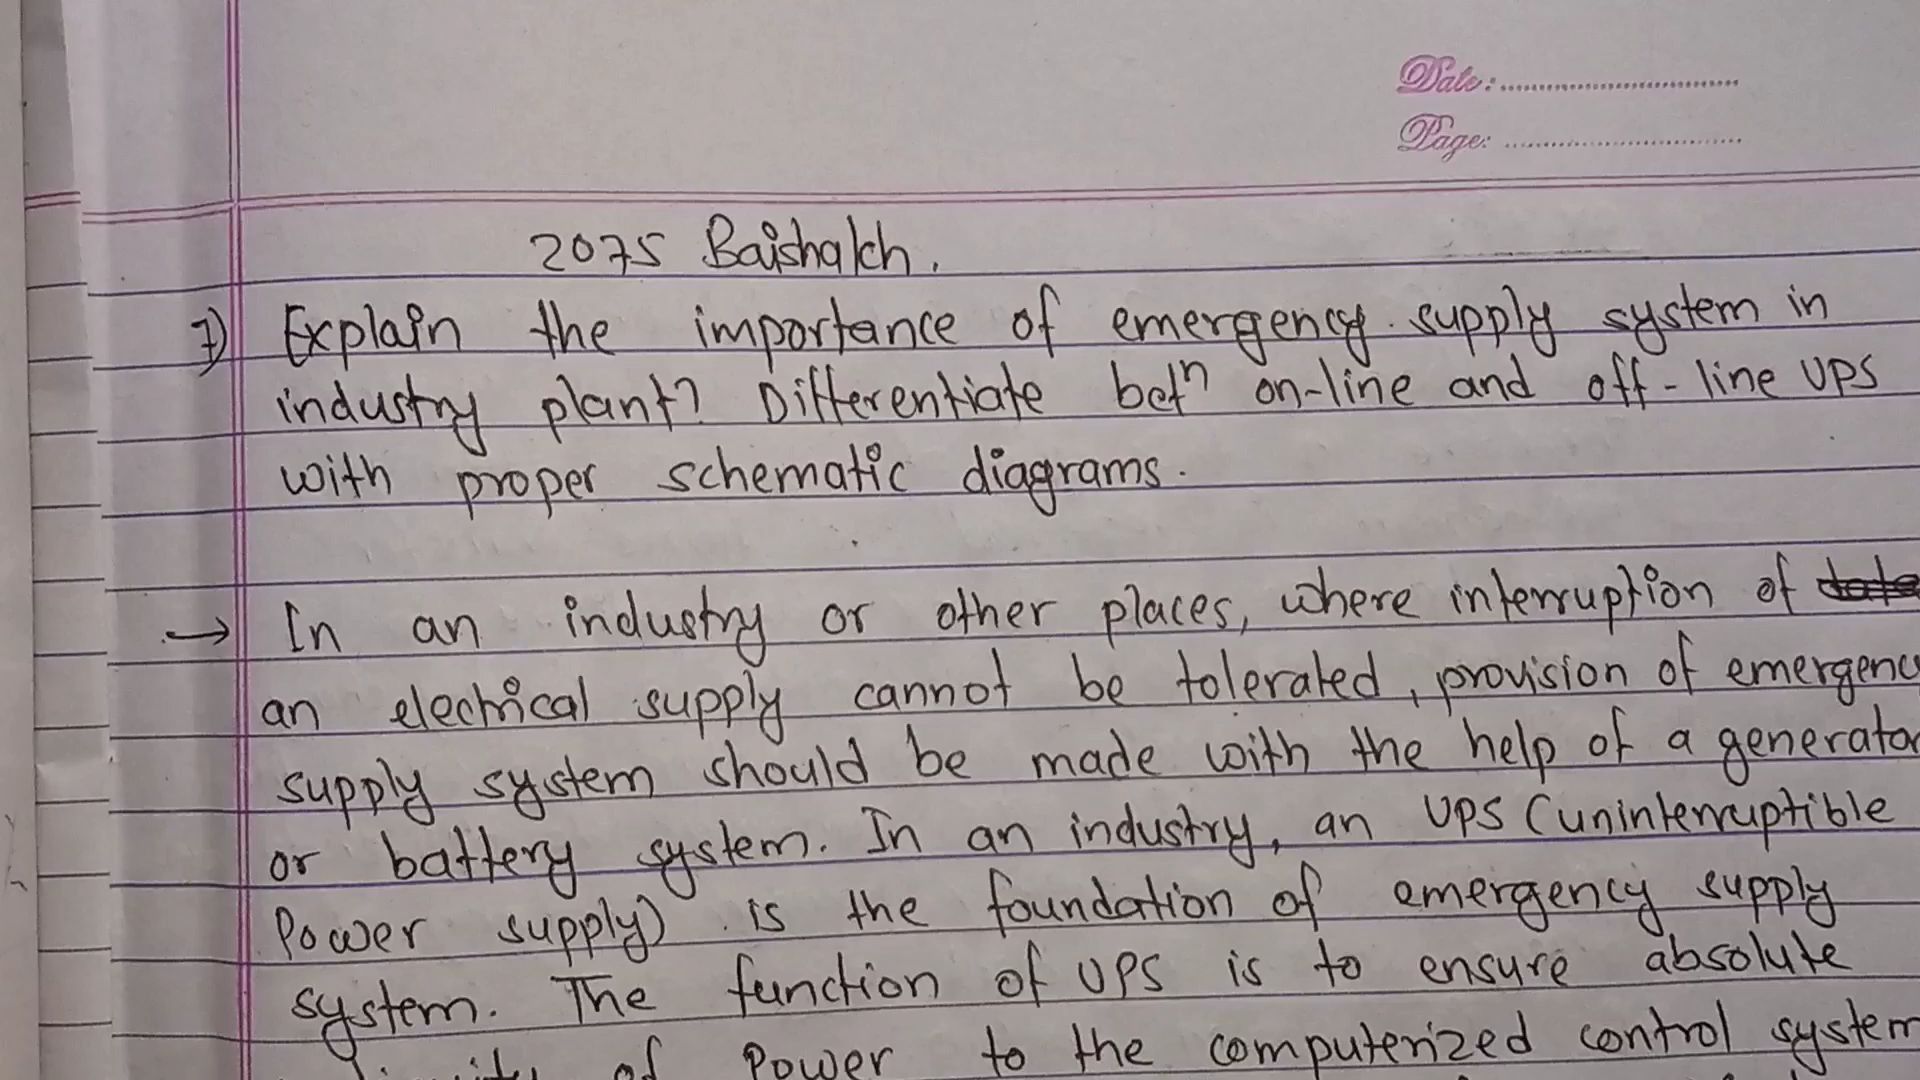 Date:
Page:
2075 Baishakh.
7) Explain the importance of emergency supply system in
industry plant? Differentiate betn on-line and off-line UPS
with proper schematic diagrams.
→ In an industry or other places, where interruption of
an electrical supply cannot be tolerated, provision of emergenc
supply system should be made with the help of a generator
or battery system. In an industry, an UPS (uninterruptible
Power supply) is the foundation of emergency supply
system. The function of UPS is to ensure absolute
of Power to the computerized control system